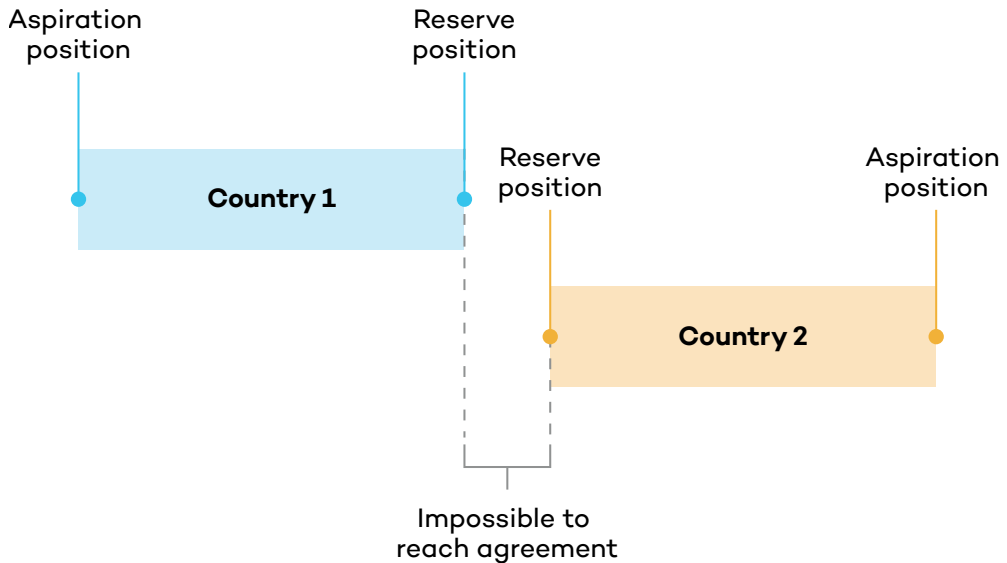 Aspiration
position
Reserve
position
Reserve
position
Aspiration
position
Country 1
Country 2
Impossible to
reach agreement